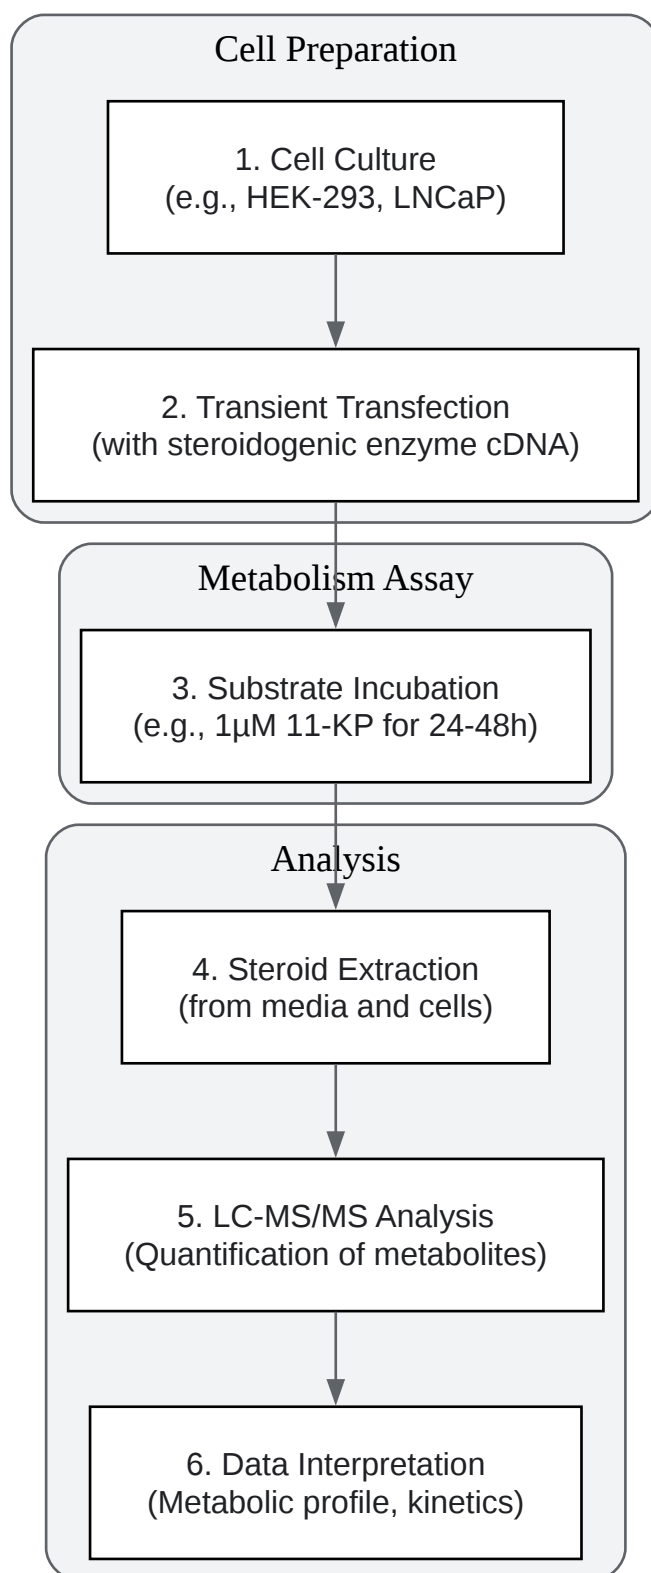 Cell Preparation
1. Cell Culture
(e.g., HEK-293, LNCaP)
2. Transient Transfection
(with steroidogenic enzyme cDNA)
Metabolism Assay
3. Substrate Incubation
(e.g., 1µM 11-KP for 24-48h)
Analysis
4. Steroid Extraction
(from media and cells)
5. LC-MS/MS Analysis
(Quantification of metabolites)
6. Data Interpretation
(Metabolic profile, kinetics)